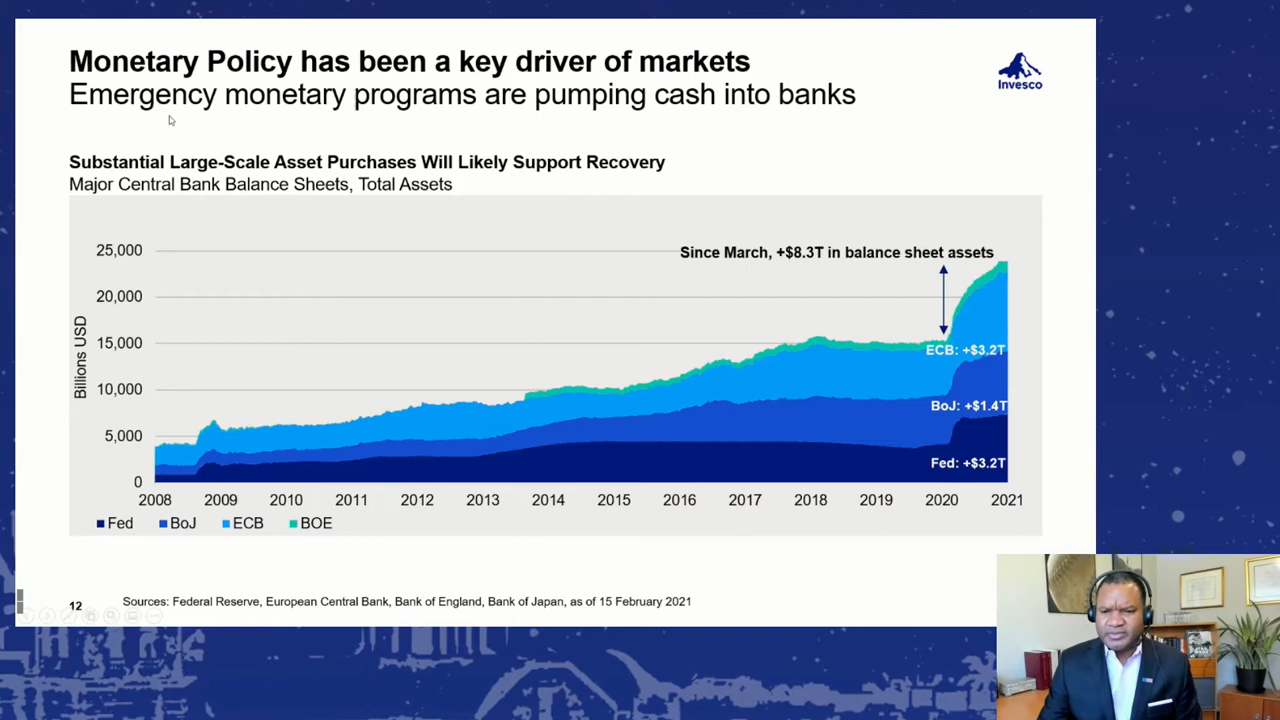 Monetary Policy has been a key driver of markets
Emergency monetary programs are pumping cash into banks
Invesco
Substantial Large-Scale Asset Purchases Will Likely Support Recovery
Major Central Bank Balance Sheets, Total Assets
Billions USD
25,000
20,000
15,000
10,000
5,000
0
Since March, +$8.3T in balance sheet assets
ECB: +$3.2T
BoJ: +$1.4T
Fed: +$3.2T
2008 2009 2010 2011 2012 2013 2014 2015 2016 2017 2018 2019 2020 2021
Fed BoJ ECB BOE
12
Sources: Federal Reserve, European Central Bank, Bank of England, Bank of Japan, as of 15 February 2021